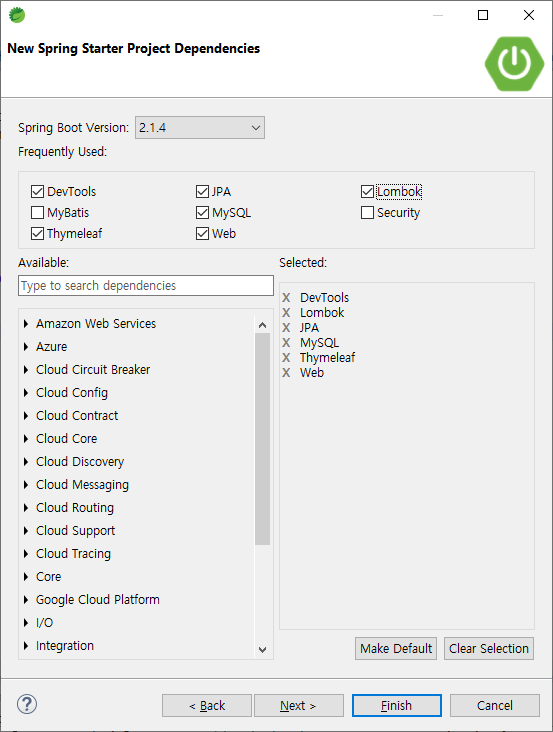 New Spring Starter Project Dependencies
Spring Boot Version: 2.1.4
Frequently Used:
DevTools JPA Lombok
MyBatis MySQL Security
Thymeleaf Web
Available:
Type to search dependencies
Amazon Web Services
Azure
Cloud Circuit Breaker
Cloud Config
Cloud Contract
Cloud Core
Cloud Discovery
Cloud Messaging
Cloud Routing
Cloud Support
Cloud Tracing
Core
Google Cloud Platform
I/O
Integration
Selected:
X DevTools
X Lombok
X JPA
X MySQL
X Thymeleaf
X Web
Make Default Clear Selection
? < Back Next > Finish Cancel